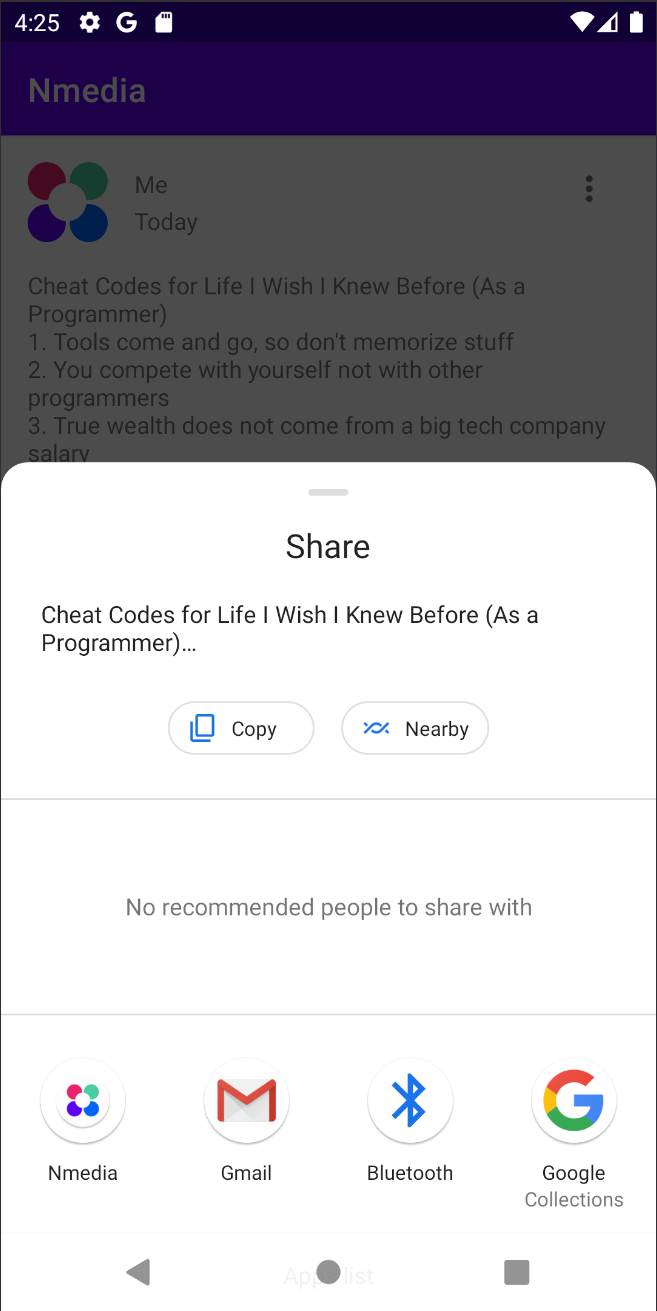 4:25
Nmedia
Me
Today
Cheat Codes for Life I Wish I Knew Before (As a
Programmer)
1. Tools come and go, so don't memorize stuff
2. You compete with yourself not with other
programmers
3. True wealth does not come from a big tech company
salary
Share
Cheat Codes for Life I Wish I Knew Before (As a
Programmer)...
Copy
Nearby
No recommended people to share with
Nmedia
Gmail
Bluetooth
Google
Collections
Apps list